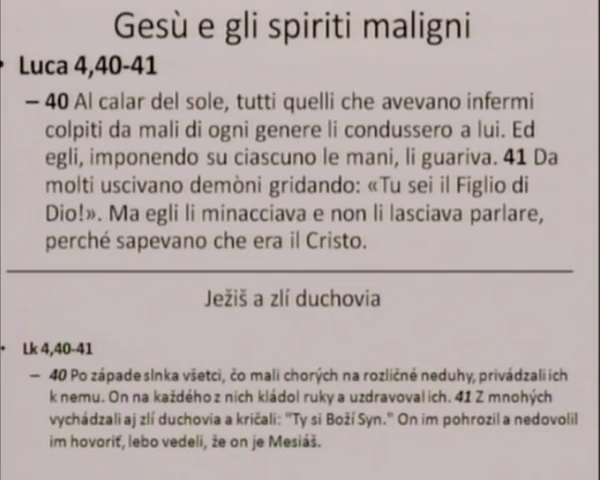 Gesù e gli spiriti maligni
• Luca 4,40-41
– 40 Al calar del sole, tutti quelli che avevano infermi
colpiti da mali di ogni genere li condussero a lui. Ed
egli, imponendo su ciascuno le mani, li guariva. 41 Da
molti uscivano demòni gridando: «Tu sei il Figlio di
Dio!». Ma egli li minacciava e non li lasciava parlare,
perché sapevano che era il Cristo.
Ježiš a zlí duchovia
• Lk 4,40-41
– 40 Po západe slnka všetci, čo mali chorých na rozličné neduhy, privádzali ich
k nemu. On na každého z nich kládol ruky a uzdravoval ich. 41 Z mnohých
vychádzali aj zlí duchovia a kričali: "Ty si Boží Syn." On im pohrozil a nedovolil
im hovoriť, lebo vedeli, že on je Mesiáš.